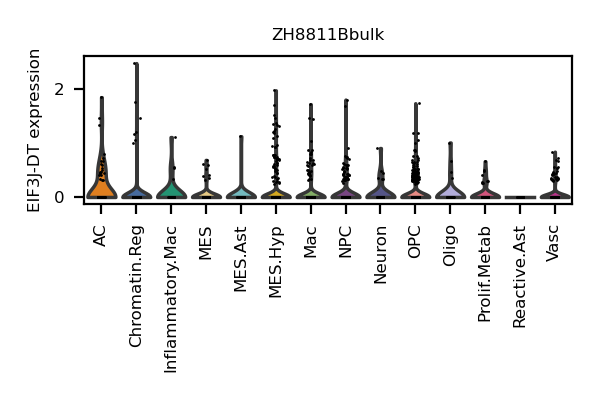 ZH8811Bbulk
EIF3J-DT expression
2
0
AC
Chromatin.Reg
Inflammatory.Mac
MES
MES.Ast
MES.Hyp
Mac
NPC
Neuron
OPC
Oligo
Prolif.Metab
Reactive.Ast
Vasc